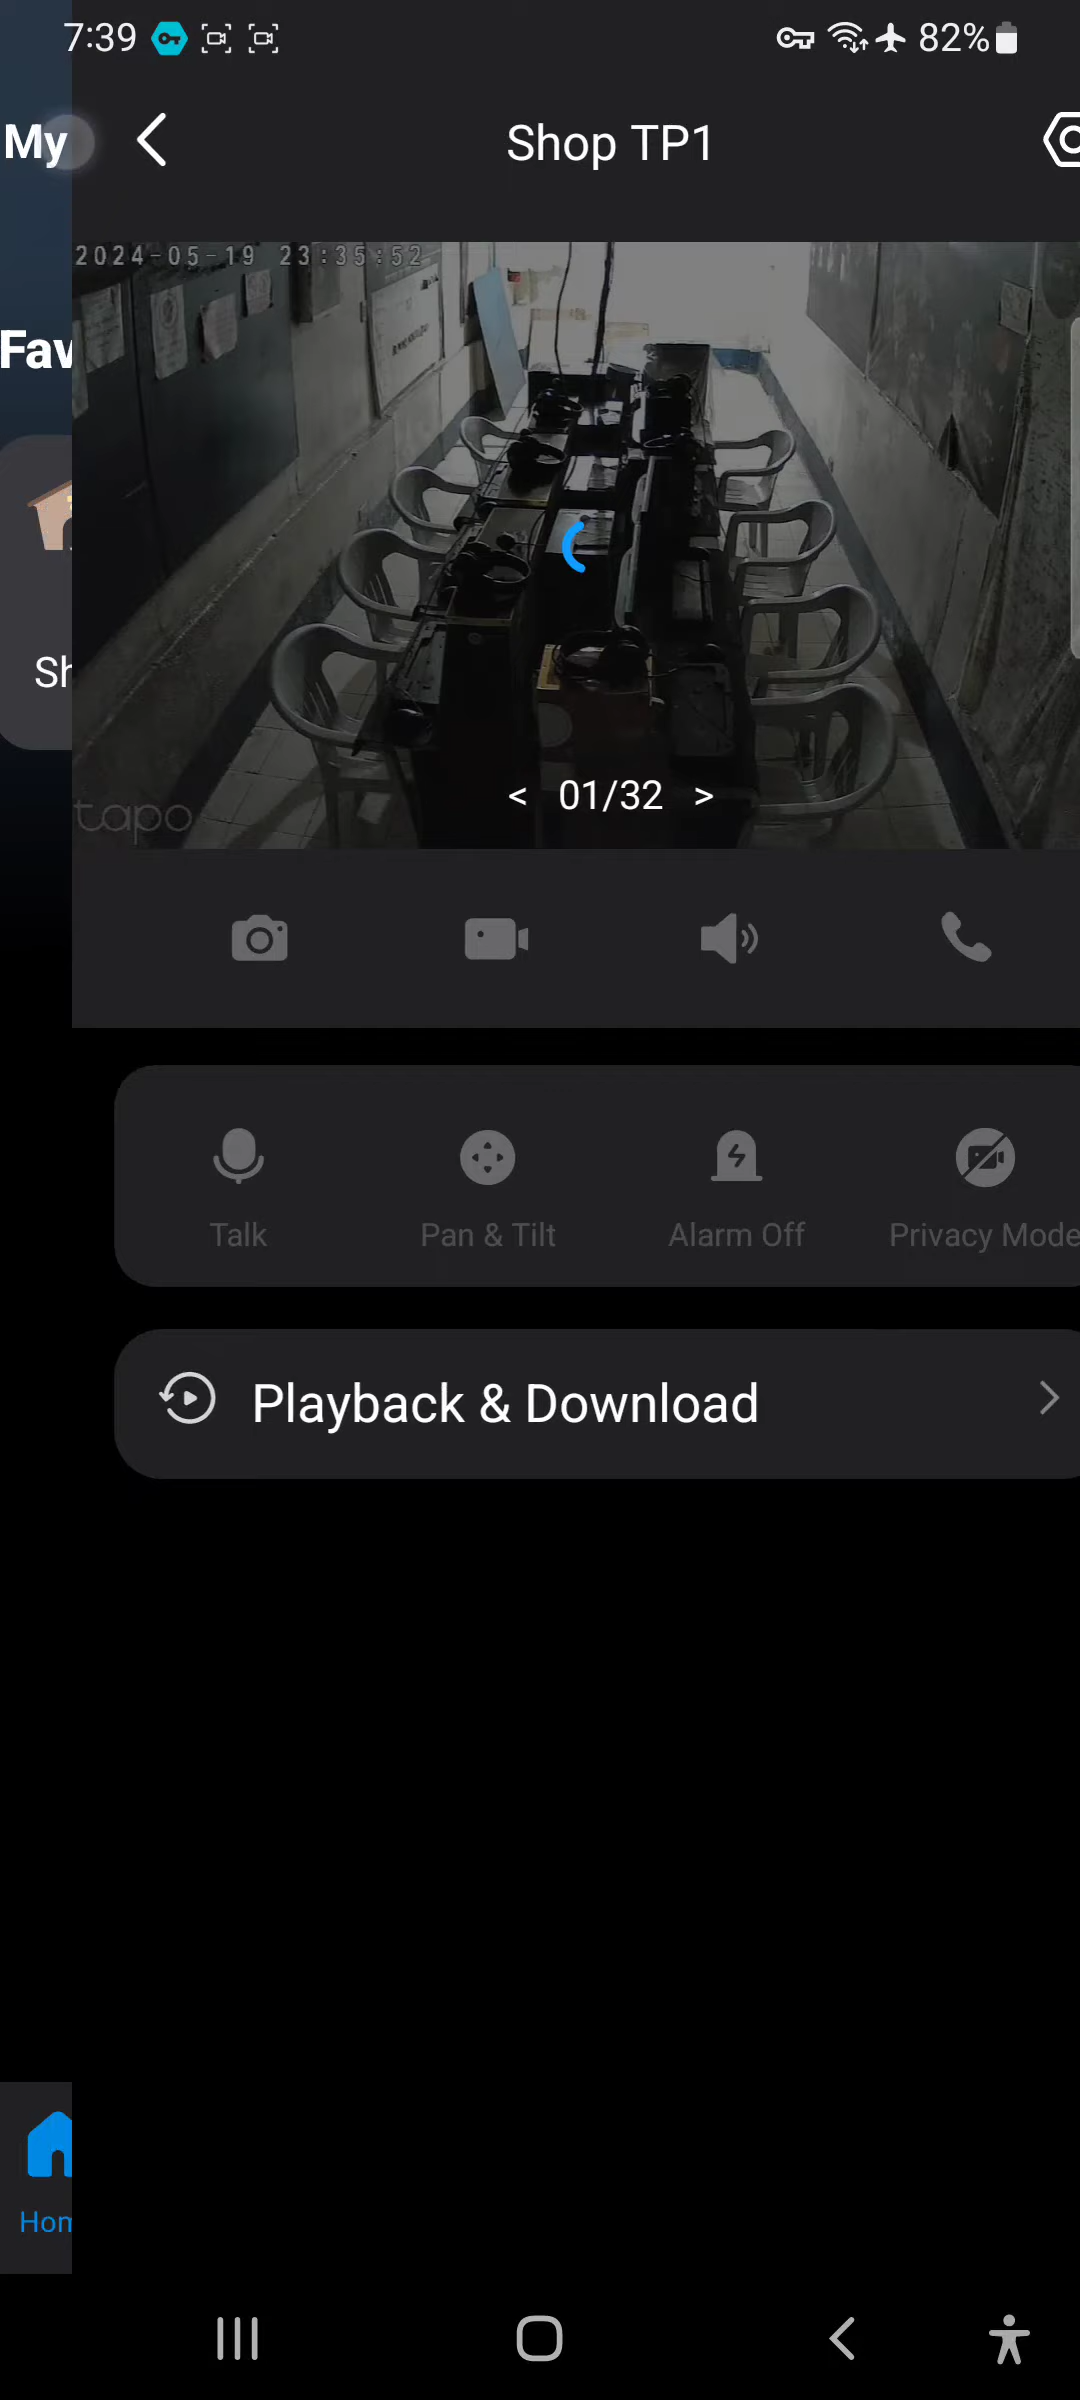 7:39
82%
My
Shop TP1
2024-05-19 23:35:52
Fav
Sh
tapo
< 01/32 >
Talk
Pan & Tilt
Alarm Off
Privacy Mode
Playback & Download
Hom